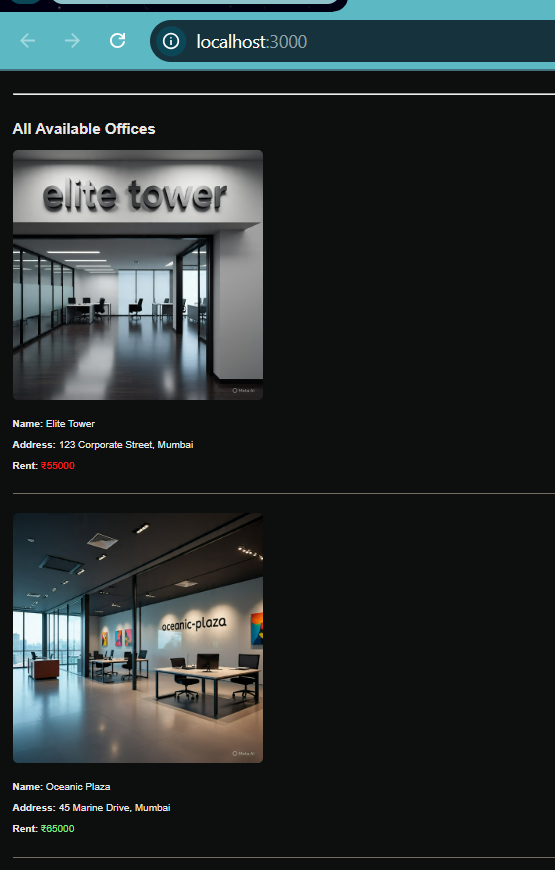 localhost:3000
All Available Offices
elite tower
Meta AI
Name: Elite Tower
Address: 123 Corporate Street, Mumbai
Rent: ₹55000
oceanic-plaza
Meta AI
Name: Oceanic Plaza
Address: 45 Marine Drive, Mumbai
Rent: ₹65000